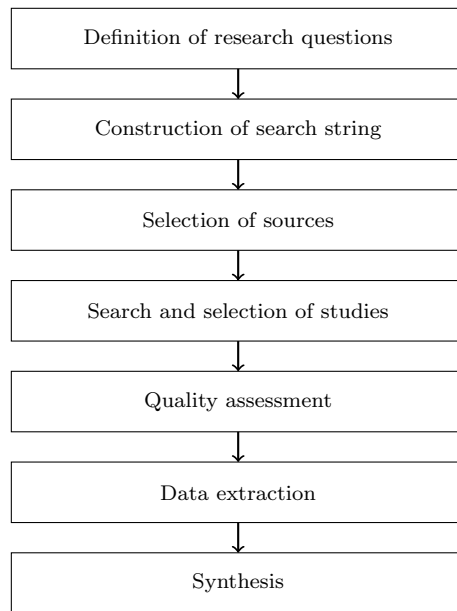 Definition of research questions
Construction of search string
Selection of sources
Search and selection of studies
Quality assessment
Data extraction
Synthesis